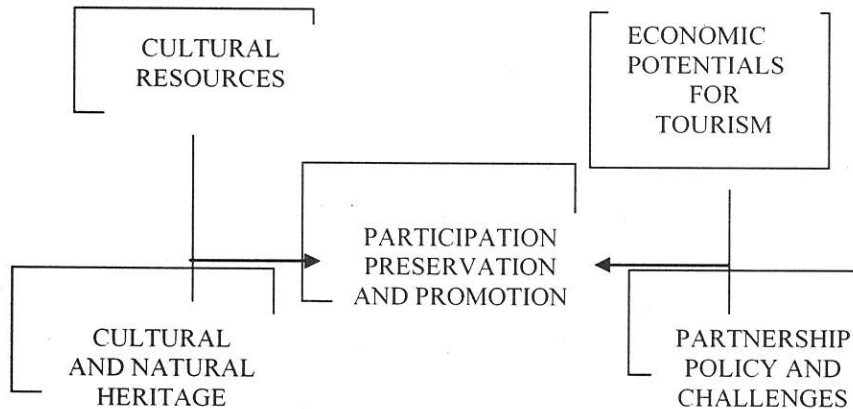 CULTURAL
RESOURCES
ECONOMIC
POTENTIALS
FOR
TOURISM
PARTICIPATION
PRESERVATION
AND PROMOTION
CULTURAL
AND NATURAL
HERITAGE
PARTNERSHIP
POLICY AND
CHALLENGES